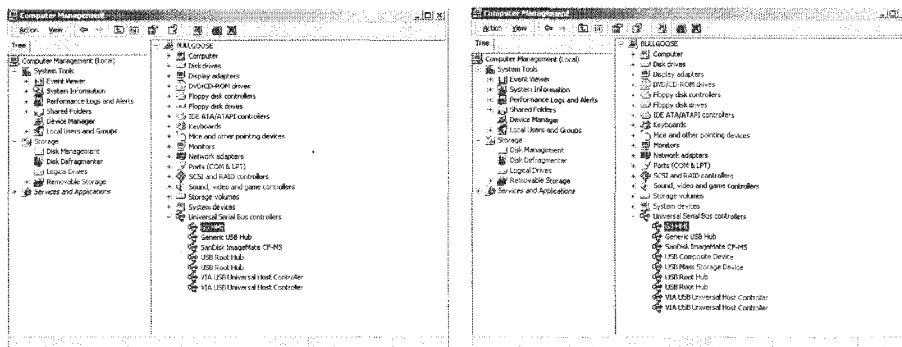 Computer Management
Action View
Tree
Computer Management (Local)
System Tools
Event Viewer
System Information
Performance Logs and Alerts
Shared Folders
Device Manager
Local Users and Groups
Storage
Disk Management
Disk Defragmenter
Logical Drives
Removable Storage
Services and Applications
BULLGOOSE
Computer
Disk drives
Display adapters
DVD/CD-ROM drives
Floppy disk controllers
Floppy disk drives
IDE ATA/ATAPI controllers
Keyboards
Mice and other pointing devices
Monitors
Network adapters
Ports (COM & LPT)
SCSI and RAID controllers
Sound, video and game controllers
Storage volumes
System devices
Universal Serial Bus controllers
Generic USB Hub
SanDisk ImageMate CF-MS
USB Root Hub
USB Root Hub
VIA USB Universal Host Controller
VIA USB Universal Host Controller
Computer Management
Action View
Tree
Computer Management (Local)
System Tools
Event Viewer
System Information
Performance Logs and Alerts
Shared Folders
Device Manager
Local Users and Groups
Storage
Disk Management
Disk Defragmenter
Logical Drives
Removable Storage
Services and Applications
BULLGOOSE
Computer
Disk drives
Display adapters
DVD/CD-ROM drives
Floppy disk controllers
Floppy disk drives
IDE ATA/ATAPI controllers
Keyboards
Mice and other pointing devices
Monitors
Network adapters
Ports (COM & LPT)
SCSI and RAID controllers
Sound, video and game controllers
Storage volumes
System devices
Universal Serial Bus controllers
Generic USB Hub
SanDisk ImageMate CF-MS
USB Composite Device
USB Mass Storage Device
USB Root Hub
USB Root Hub
VIA USB Universal Host Controller
VIA USB Universal Host Controller